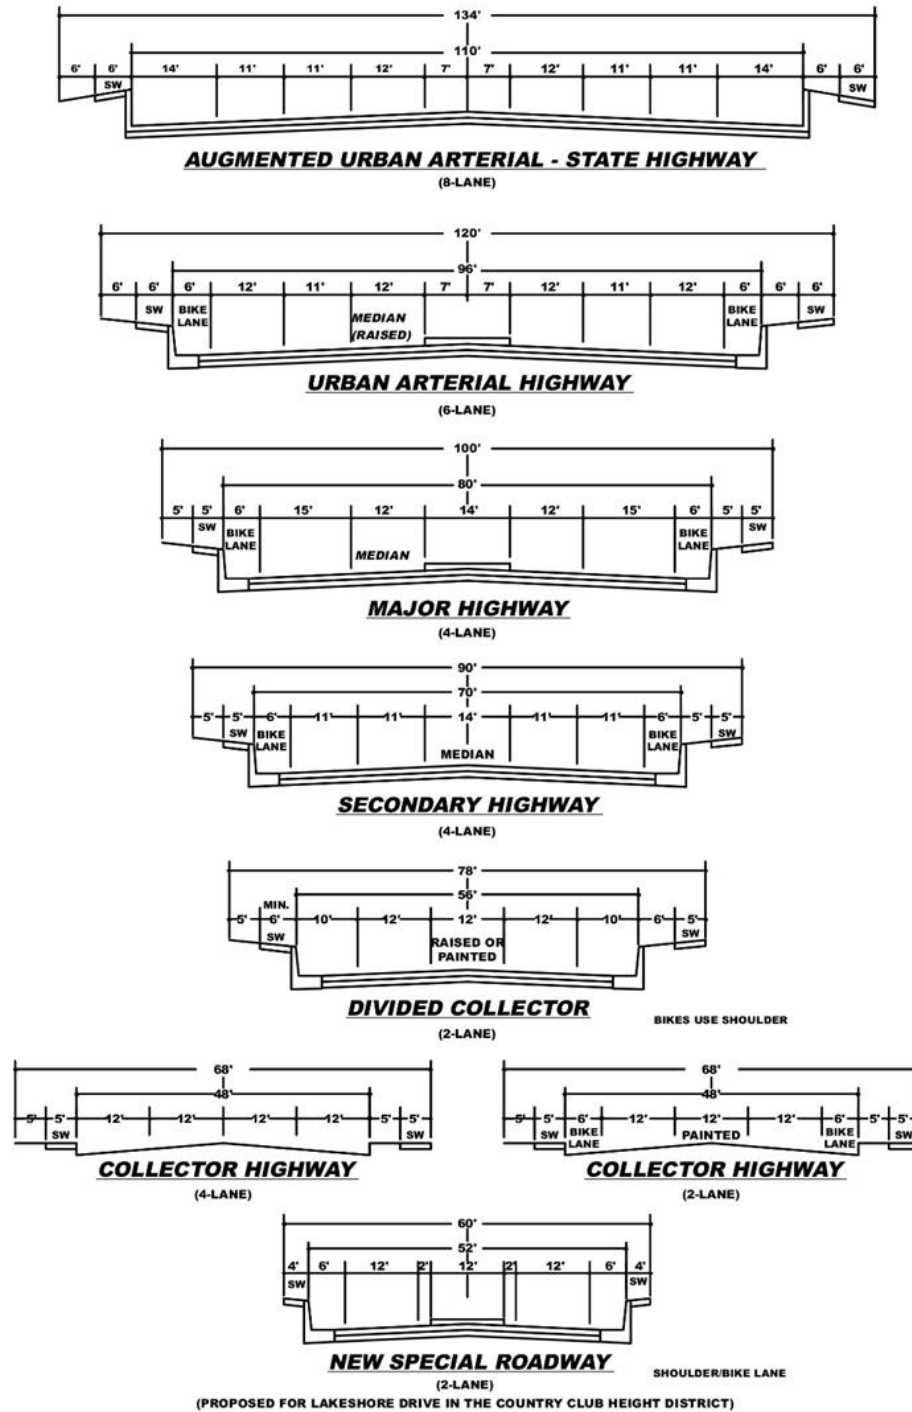 134'
110'
6' 6' 14' 11' 11' 12' 7' 7' 12' 11' 11' 14' 6' 6'
SW SW
AUGMENTED URBAN ARTERIAL - STATE HIGHWAY
(8-LANE)
120'
96'
6' 6' 6' 12' 11' 12' 7' 7' 12' 11' 12' 6' 6' 6'
SW BIKE LANE MEDIAN (RAISED) BIKE LANE SW
URBAN ARTERIAL HIGHWAY
(6-LANE)
100'
80'
5' 5' 6' 15' 12' 14' 12' 15' 6' 5' 5'
SW BIKE LANE MEDIAN BIKE LANE SW
MAJOR HIGHWAY
(4-LANE)
90'
70'
5' 5' 6' 11' 11' 14' 11' 11' 6' 5' 5'
SW BIKE LANE MEDIAN BIKE LANE SW
SECONDARY HIGHWAY
(4-LANE)
78'
56'
MIN.
5' 6' 10' 12' 12' 12' 10' 6' 5'
SW RAISED OR PAINTED SW
DIVIDED COLLECTOR
(2-LANE)
BIKES USE SHOULDER
68'
48'
5' 5' 12' 12' 12' 12' 5' 5'
SW SW
COLLECTOR HIGHWAY
(4-LANE)
68'
48'
5' 5' 6' 12' 12' 12' 6' 5' 5'
SW BIKE LANE PAINTED BIKE LANE SW
COLLECTOR HIGHWAY
(2-LANE)
60'
52'
4' 6' 12' 2' 12' 2' 12' 6' 4'
SW SW
NEW SPECIAL ROADWAY
(2-LANE)
SHOULDER/BIKE LANE
(PROPOSED FOR LAKESHORE DRIVE IN THE COUNTRY CLUB HEIGHT DISTRICT)